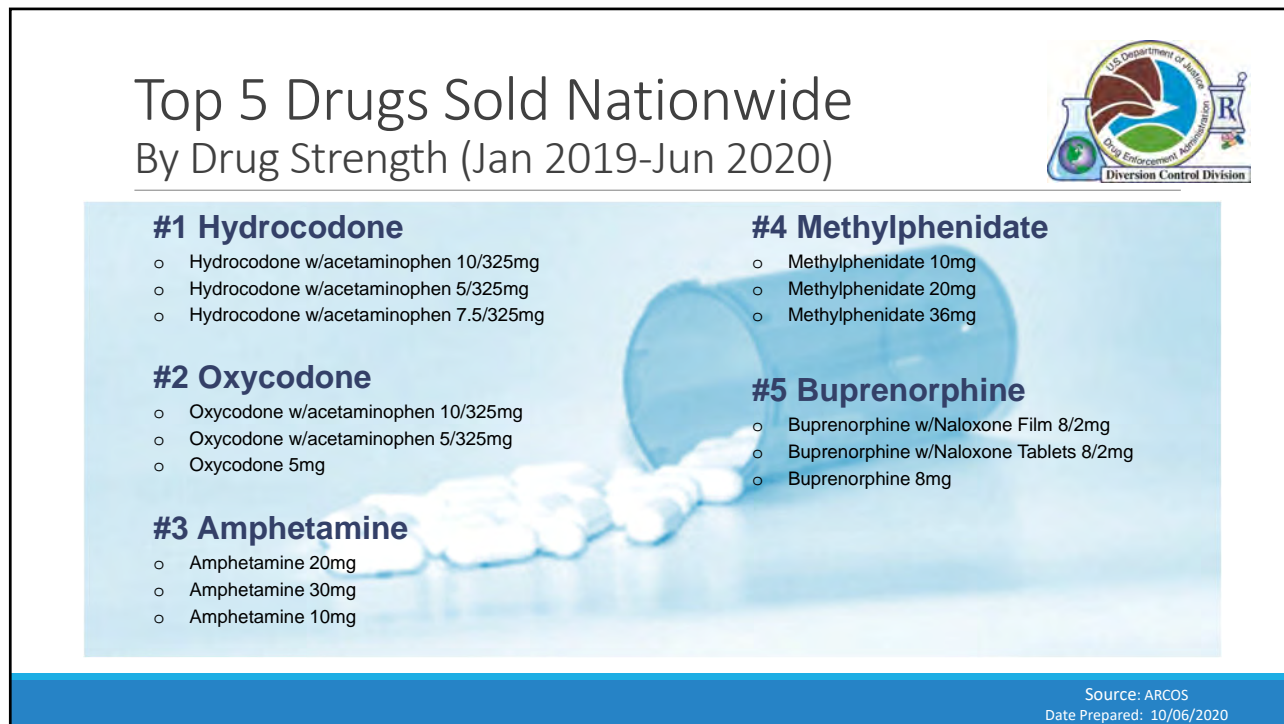 Top 5 Drugs Sold Nationwide
By Drug Strength (Jan 2019-Jun 2020)
U.S. Department of Justice
Drug Enforcement Administration
Rx
Diversion Control Division
#1 Hydrocodone
o Hydrocodone w/acetaminophen 10/325mg
o Hydrocodone w/acetaminophen 5/325mg
o Hydrocodone w/acetaminophen 7.5/325mg
#2 Oxycodone
o Oxycodone w/acetaminophen 10/325mg
o Oxycodone w/acetaminophen 5/325mg
o Oxycodone 5mg
#3 Amphetamine
o Amphetamine 20mg
o Amphetamine 30mg
o Amphetamine 10mg
#4 Methylphenidate
o Methylphenidate 10mg
o Methylphenidate 20mg
o Methylphenidate 36mg
#5 Buprenorphine
o Buprenorphine w/Naloxone Film 8/2mg
o Buprenorphine w/Naloxone Tablets 8/2mg
o Buprenorphine 8mg
Source: ARCOS
Date Prepared: 10/06/2020